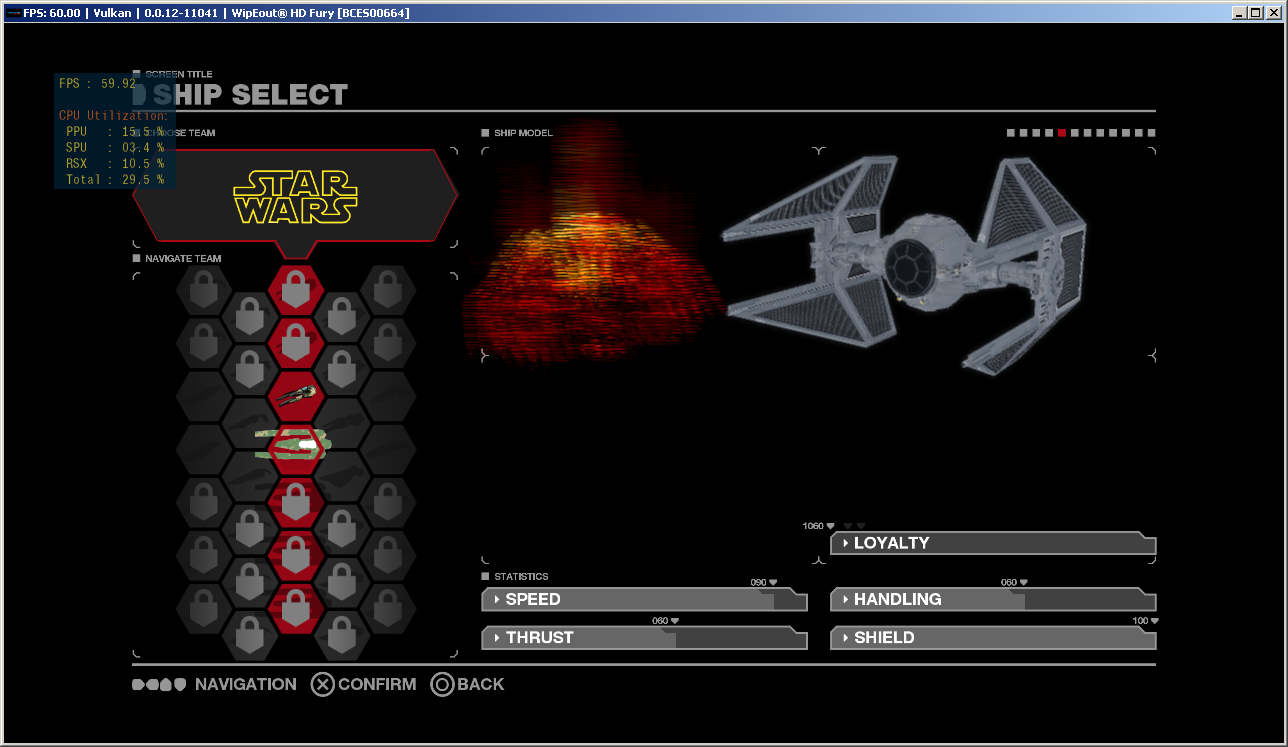 FPS: 60.00 | Vulkan | 0.0.12-11041 | WipEout® HD Fury [BCES00664]
SCREEN TITLE
SHIP SELECT
FPS : 59.92
CPU Utilization:
PPU : 15.5 %
SPU : 03.4 %
RSX : 10.5 %
Total : 29.5 %
CHOOSE TEAM
STAR
WARS
NAVIGATE TEAM
SHIP MODEL
1060
LOYALTY
STATISTICS
090
SPEED
060
HANDLING
060
THRUST
100
SHIELD
NAVIGATION CONFIRM BACK